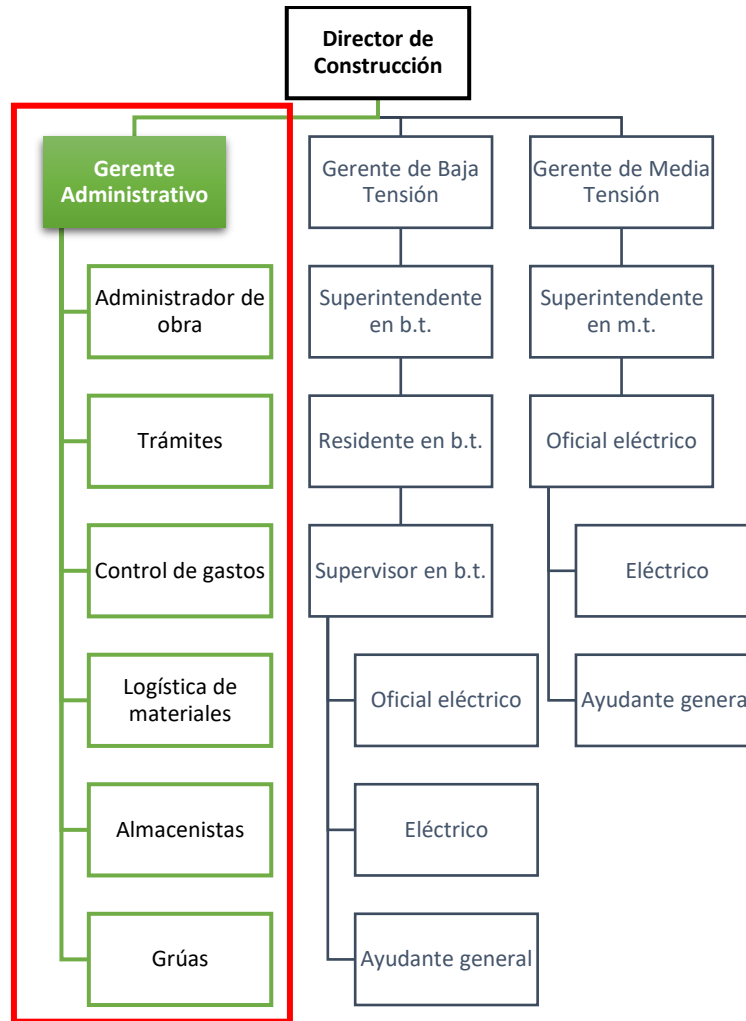 Director de
Construcción
Gerente
Administrativo
Gerente de Baja
Tensión
Gerente de Media
Tensión
Administrador de
obra
Superintendente
en b.t.
Superintendente
en m.t.
Trámites
Residente en b.t.
Oficial eléctrico
Control de gastos
Supervisor en b.t.
Eléctrico
Logística de
materiales
Oficial eléctrico
Ayudante general
Almacenistas
Eléctrico
Grúas
Ayudante general